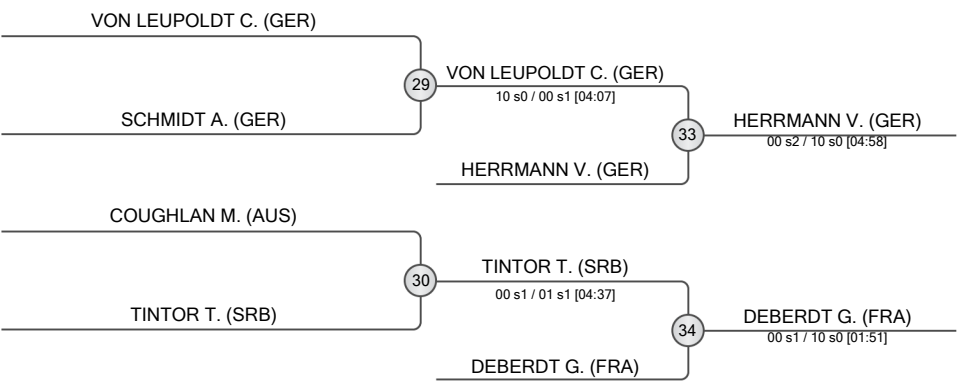 VON LEUPOLDT C. (GER)
29
VON LEUPOLDT C. (GER)
10 s0 / 00 s1 [04:07]
SCHMIDT A. (GER)
33
HERRMANN V. (GER)
00 s2 / 10 s0 [04:58]
HERRMANN V. (GER)
COUGHLAN M. (AUS)
30
TINTOR T. (SRB)
00 s1 / 01 s1 [04:37]
TINTOR T. (SRB)
34
DEBERDT G. (FRA)
00 s1 / 10 s0 [01:51]
DEBERDT G. (FRA)